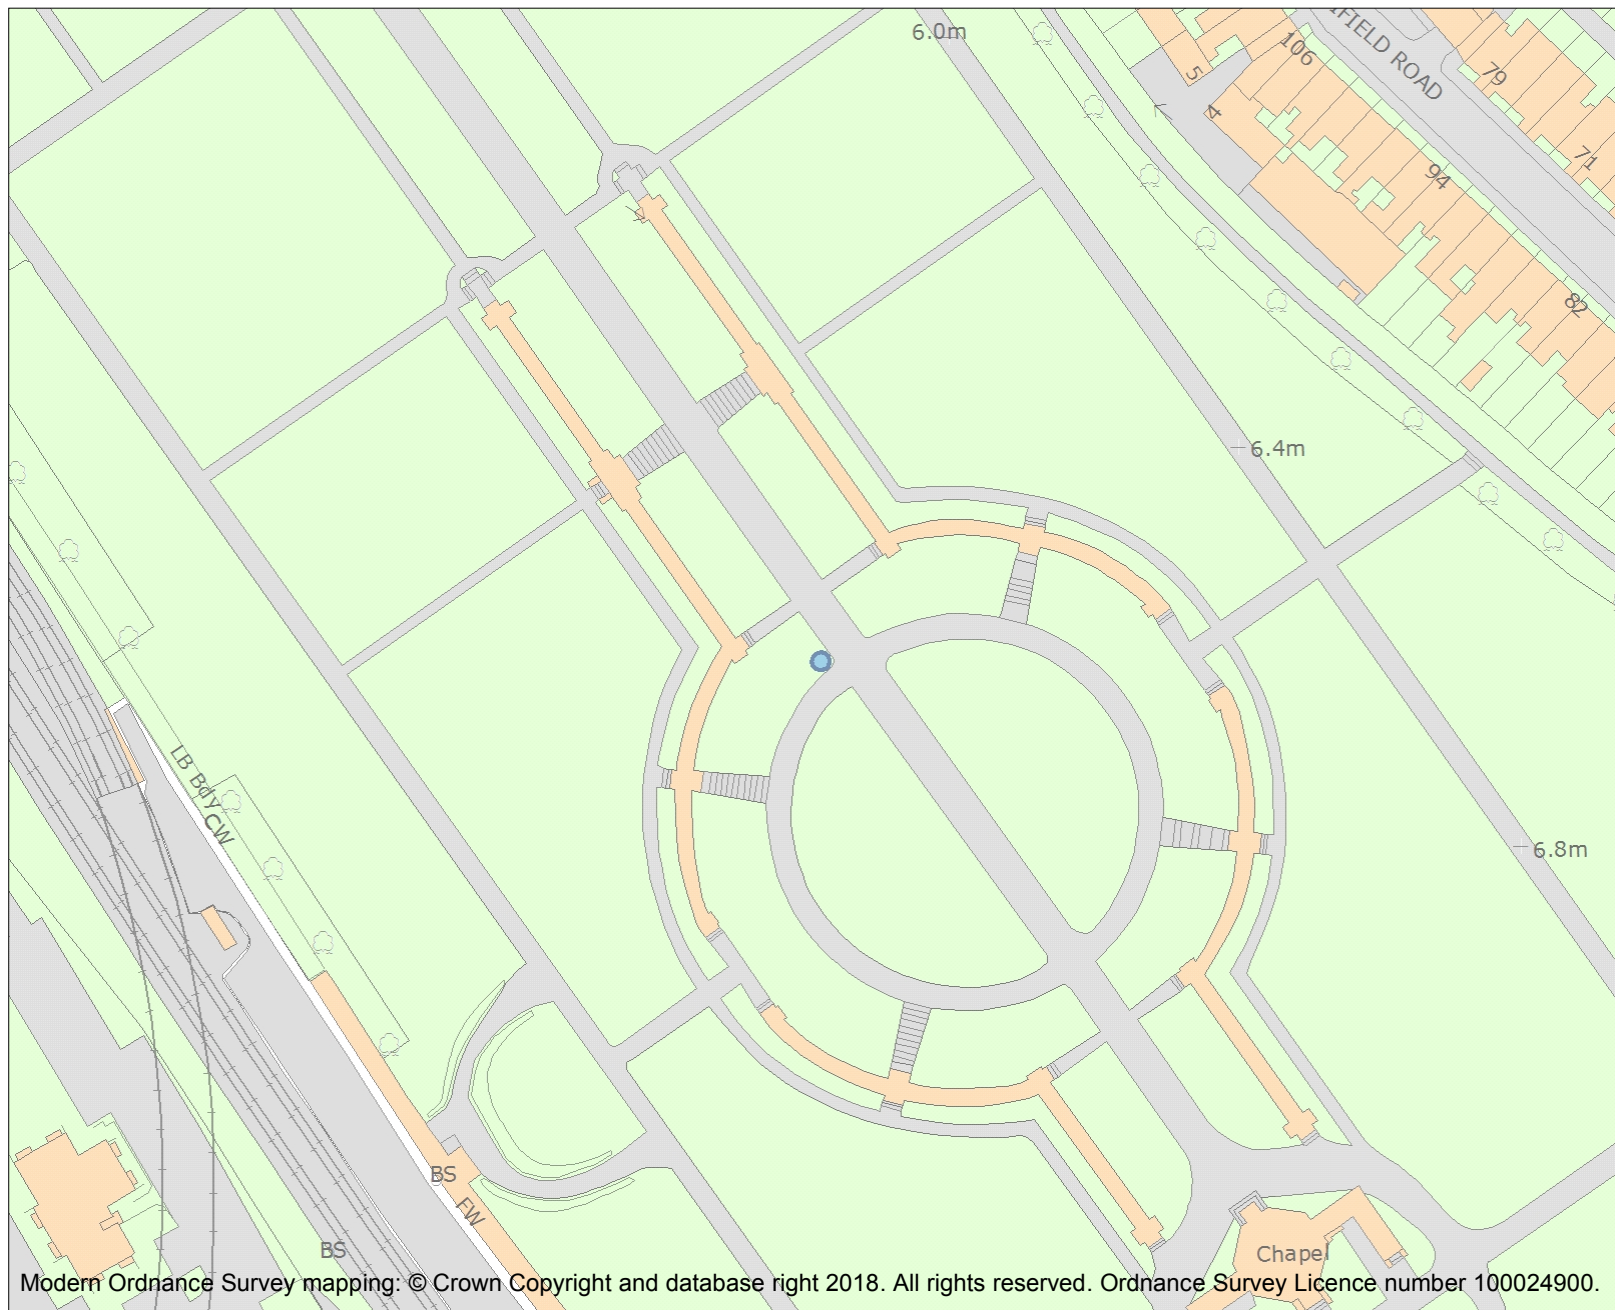 6.0m
IFIELD ROAD
106
79
5
4
71
94
82
6.4m
6.8m
LB Bdy
CW
BS
FW
BS
Chapel
Modern Ordnance Survey mapping: © Crown Copyright and database right 2018. All rights reserved. Ordnance Survey Licence number 100024900.